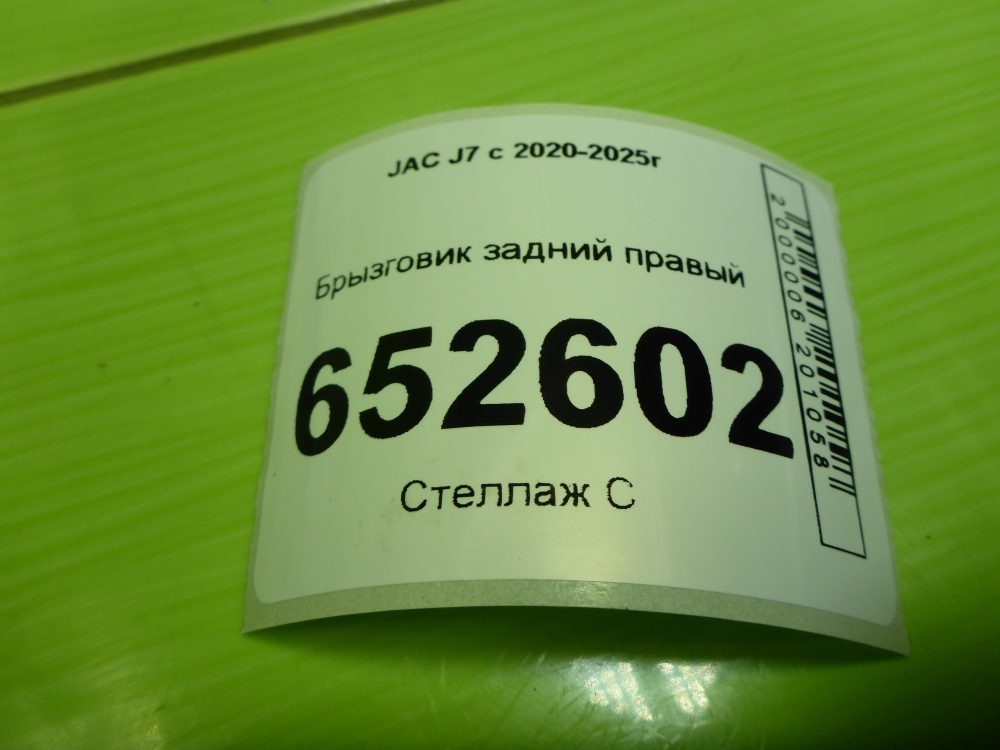 JAC J7 с 2020-2025г
Брызговик задний правый
652602
Стеллаж С
2000006201058